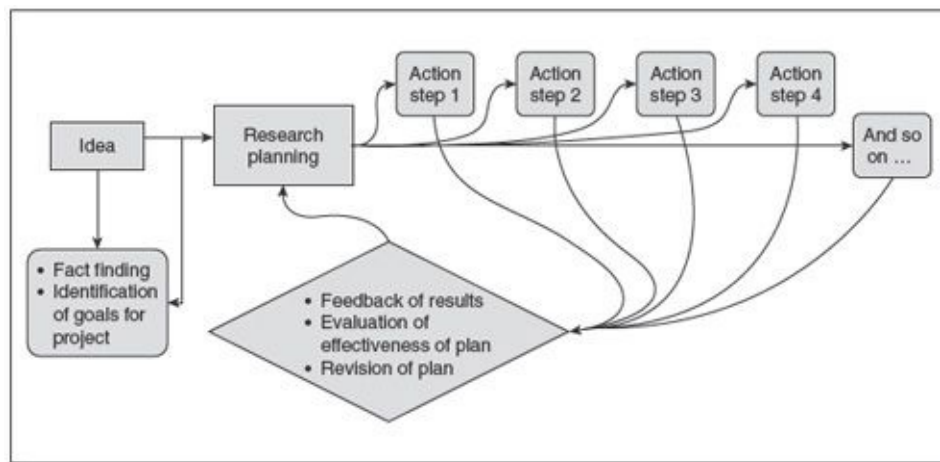 Idea
• Fact finding
• Identification
of goals for
project
Research
planning
Action
step 1
Action
step 2
Action
step 3
Action
step 4
And so
on ...
• Feedback of results
• Evaluation of
effectiveness of plan
• Revision of plan